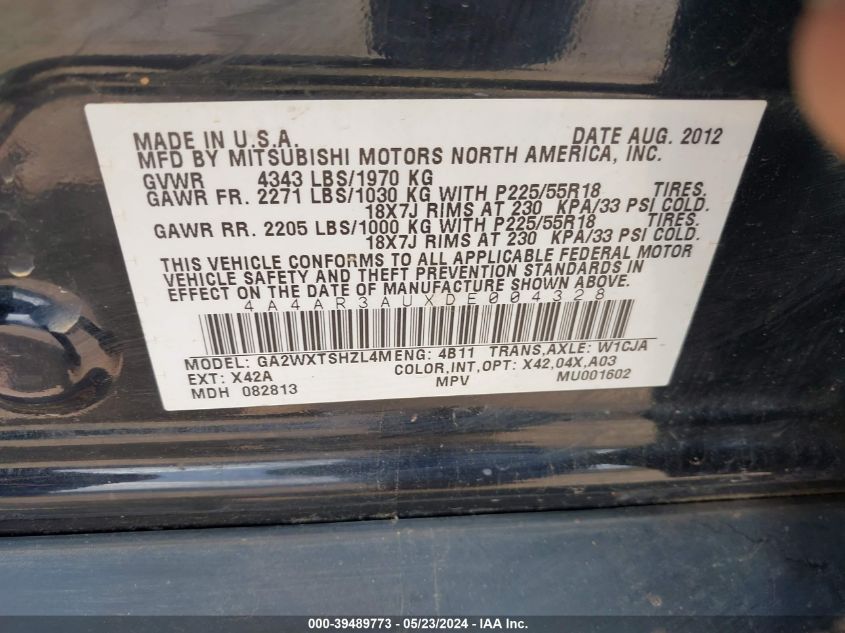 MADE IN U.S.A. DATE AUG. 2012
MFD BY MITSUBISHI MOTORS NORTH AMERICA, INC.
GVWR 4343 LBS/1970 KG
GAWR FR. 2271 LBS/1030 KG WITH P225/55R18 TIRES.
18X7J RIMS AT 230 KPA/33 PSI COLD.
GAWR RR. 2205 LBS/1000 KG WITH P225/55R18 TIRES.
18X7J RIMS AT 230 KPA/33 PSI COLD.
THIS VEHICLE CONFORMS TO ALL APPLICABLE FEDERAL MOTOR
VEHICLE SAFETY AND THEFT PREVENTION STANDARDS IN
EFFECT ON THE DATE OF MANUFACTURE SHOWN ABOVE.
4A4AR3AUXDE004328
MODEL: GA2WXTSHZL4M ENG: 4B11 TRANS,AXLE: W1CJA
EXT: X42A COLOR,INT,OPT: X42,04X,A03
MDH 082813 MPV MU001602
000-39489773 - 05/23/2024 - IAA Inc.